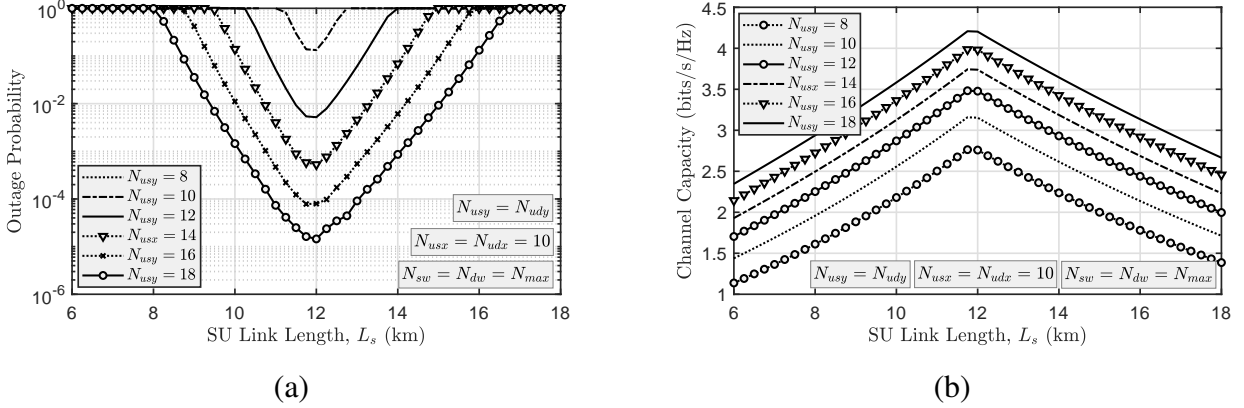 10^0
10^-2
10^-4
10^-6
Outage Probability
N_usy = 8
N_usy = 10
N_usy = 12
N_usx = 14
N_usy = 16
N_usy = 18
N_usy = N_udy
N_usx = N_udx = 10
N_sw = N_dw = N_max
6 8 10 12 14 16 18
SU Link Length, L_s (km)
(a)
4.5
4
3.5
3
2.5
2
1.5
1
Channel Capacity (bits/s/Hz)
N_usy = 8
N_usy = 10
N_usy = 12
N_usx = 14
N_usy = 16
N_usy = 18
N_usy = N_udy N_usx = N_udx = 10 N_sw = N_dw = N_max
6 8 10 12 14 16 18
SU Link Length, L_s (km)
(b)